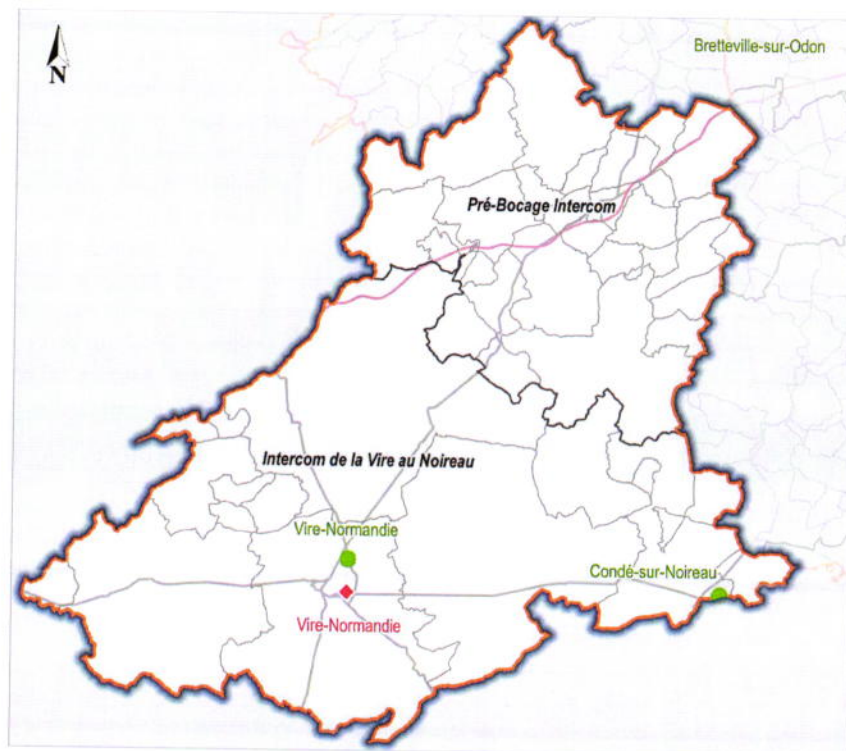 N
Bretteville-sur-Odon
Pré-Bocage Intercom
Intercom de la Vire au Noireau
Vire-Normandie
Condé-sur-Noireau
Vire-Normandie